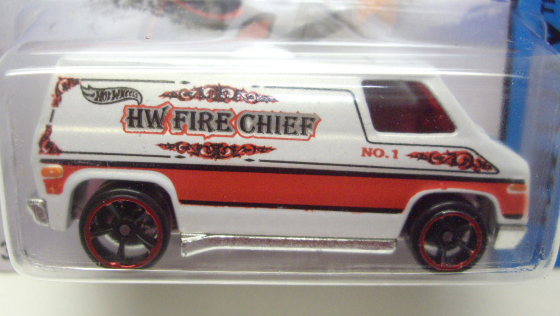 Hot Wheels
HW FIRE CHIEF
NO. 1